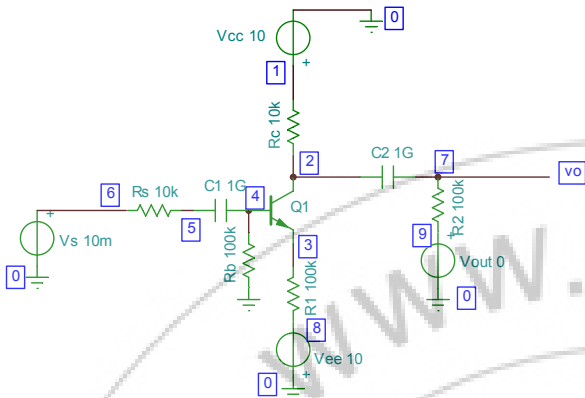 Vcc 10
0
+
1
Rc 10k
2
C2 1G
7
vo
6
Rs 10k
C1 1G
4
Q1
R2 100k
5
3
9
+
Vs 10m
Rb 100k
R1 100k
Vout 0
0
0
8
Vee 10
0
+
www.